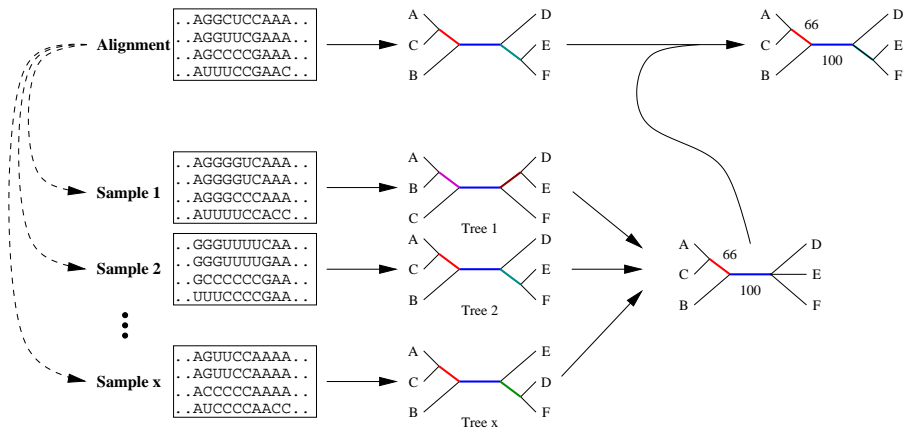 Alignment
..AGGCUCCAAA..
..AGGUUCGAAA..
..AGCCCCGAAA..
..AUUUCCGAAC..
A
C
B
D
E
F
A
66
C
B
100
D
E
F
Sample 1
..AGGGGUCAAA..
..AGGGGUCAAA..
..AGGGCCCAAA..
..AUUUUCCACC..
A
B
C
D
E
F
Tree 1
Sample 2
..GGGUUUUCAA..
..GGGUUUUGAA..
..GCCCCCCGAA..
..UUUCCCCGAA..
A
C
B
D
E
F
Tree 2
A
66
C
B
100
D
E
F
Sample x
..AGUUCCAAAA..
..AGUUCCAAAA..
..ACCCCCAAAA..
..AUCCCCAACC..
A
C
B
E
D
F
Tree x